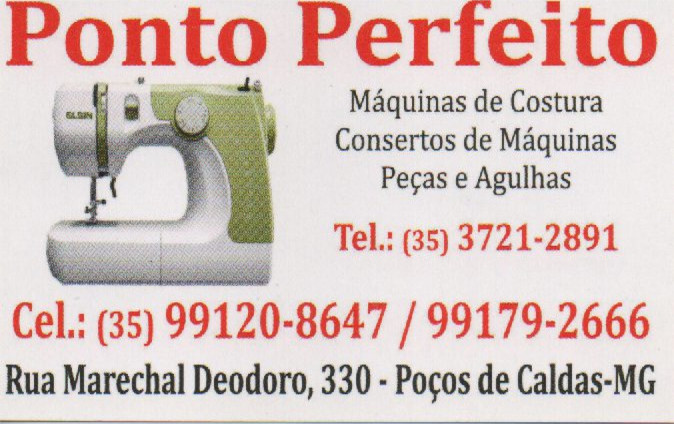 Ponto Perfeito
ELGIN
Máquinas de Costura
Consertos de Máquinas
Peças e Agulhas
Tel.: (35) 3721-2891
Cel.: (35) 99120-8647 / 99179-2666
Rua Marechal Deodoro, 330 - Poços de Caldas-MG